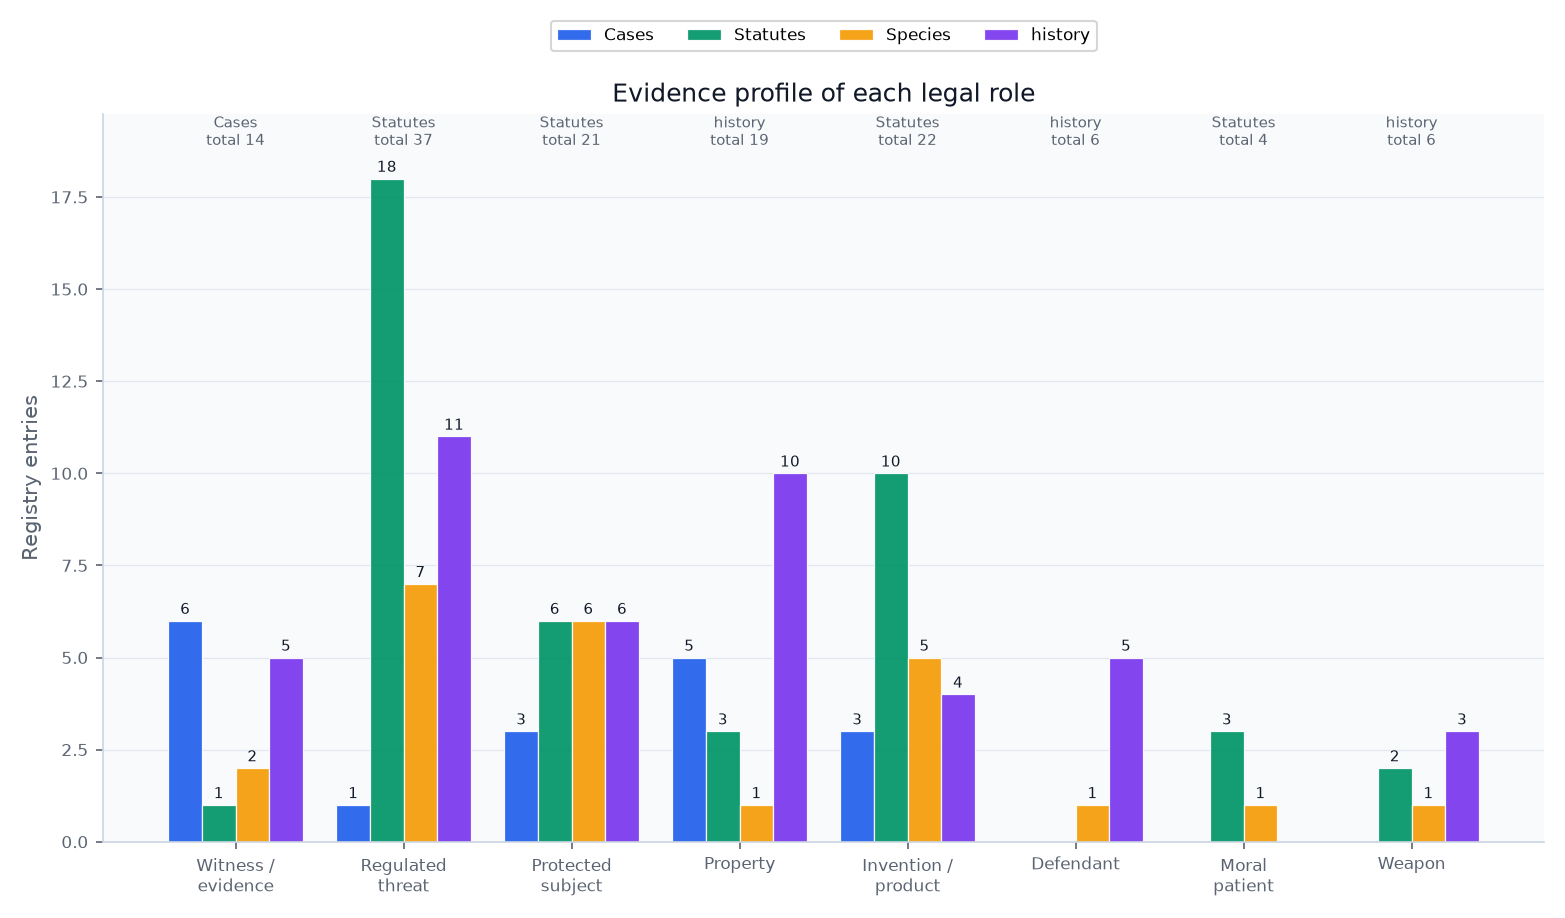 Cases Statutes Species history
Evidence profile of each legal role
Cases
total 14
Statutes
total 37
Statutes
total 21
history
total 19
Statutes
total 22
history
total 6
Statutes
total 4
history
total 6
Registry entries
17.5
15.0
12.5
10.0
7.5
5.0
2.5
0.0
6
1
2
5
1
18
7
11
3
6
6
6
5
3
1
10
3
10
5
4
1
5
3
1
2
1
3
Witness /
evidence
Regulated
threat
Protected
subject
Property
Invention /
product
Defendant
Moral
patient
Weapon